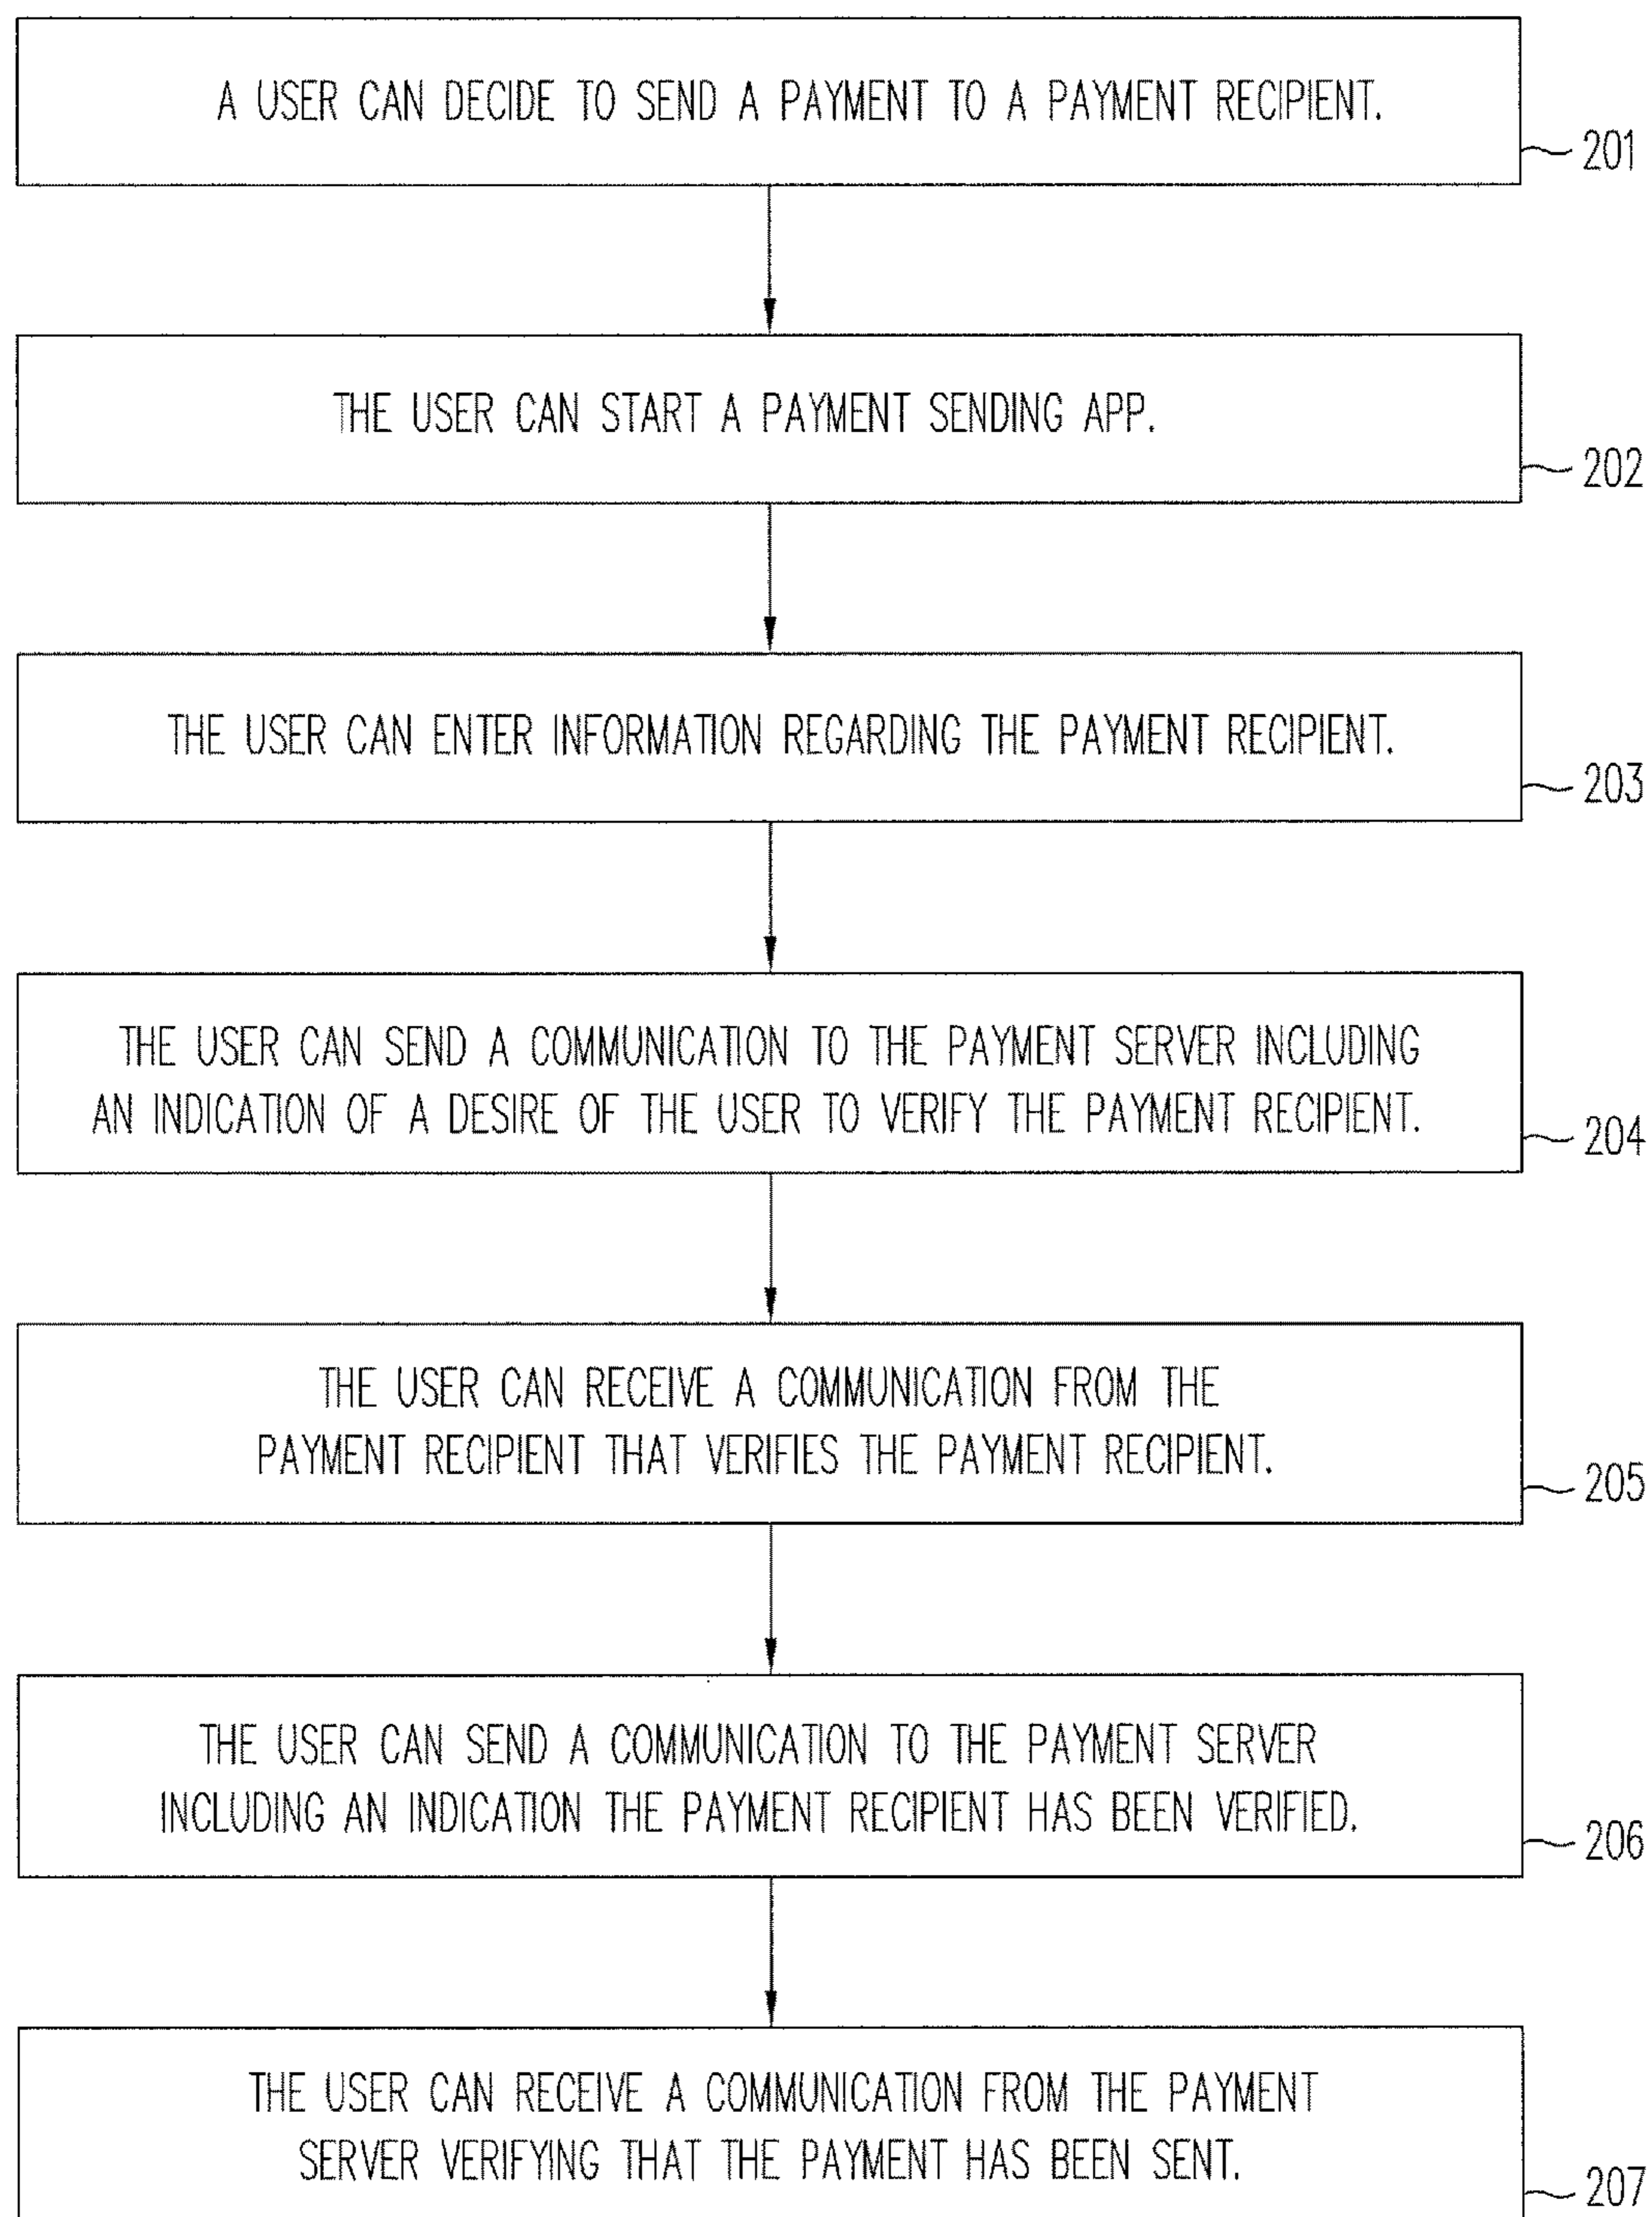 A USER CAN DECIDE TO SEND A PAYMENT TO A PAYMENT RECIPIENT.
201
THE USER CAN START A PAYMENT SENDING APP.
202
THE USER CAN ENTER INFORMATION REGARDING THE PAYMENT RECIPIENT.
203
THE USER CAN SEND A COMMUNICATION TO THE PAYMENT SERVER INCLUDING
AN INDICATION OF A DESIRE OF THE USER TO VERIFY THE PAYMENT RECIPIENT.
204
THE USER CAN RECEIVE A COMMUNICATION FROM THE
PAYMENT RECIPIENT THAT VERIFIES THE PAYMENT RECIPIENT.
205
THE USER CAN SEND A COMMUNICATION TO THE PAYMENT SERVER
INCLUDING AN INDICATION THE PAYMENT RECIPIENT HAS BEEN VERIFIED.
206
THE USER CAN RECEIVE A COMMUNICATION FROM THE PAYMENT
SERVER VERIFYING THAT THE PAYMENT HAS BEEN SENT.
207